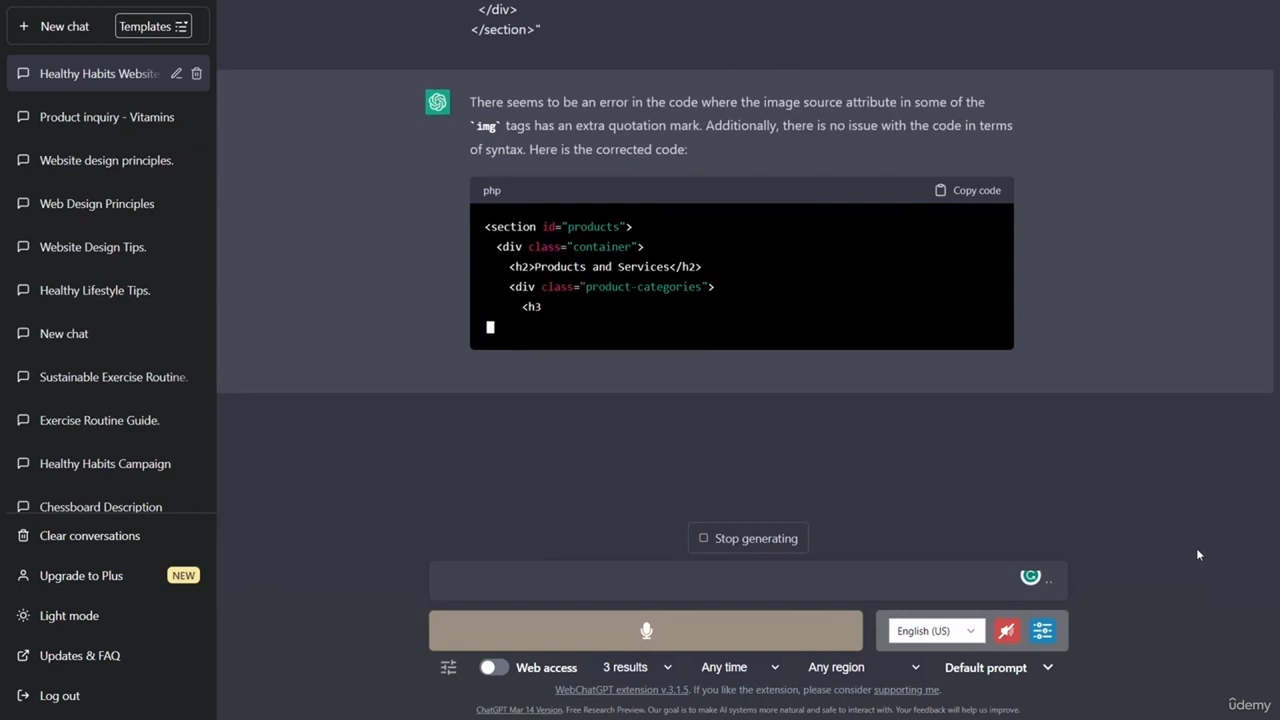 New chat
Templates
Healthy Habits Website
Product inquiry - Vitamins
Website design principles.
Web Design Principles
Website Design Tips.
Healthy Lifestyle Tips.
New chat
Sustainable Exercise Routine.
Exercise Routine Guide.
Healthy Habits Campaign
Chessboard Description
Clear conversations
Upgrade to Plus NEW
Light mode
Updates & FAQ
Log out
</div>
</section>"
There seems to be an error in the code where the image source attribute in some of the
`img` tags has an extra quotation mark. Additionally, there is no issue with the code in terms
of syntax. Here is the corrected code:
php
Copy code
<section id="products">
<div class="container">
<h2>Products and Services</h2>
<div class="product-categories">
<h3
Stop generating
English (US)
Web access
3 results
Any time
Any region
Default prompt
WebChatGPT extension v.3.1.5. If you like the extension, please consider supporting me.
ChatGPT Mar 14 Version. Free Research Preview. Our goal is to make AI systems more natural and safe to interact with. Your feedback will help us improve.
ûdemy